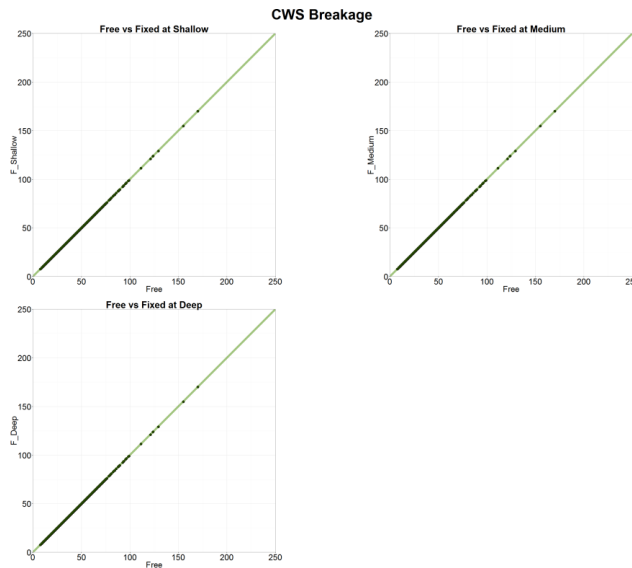 CWS Breakage
Free vs Fixed at Shallow
250
200
150
100
50
0
F_Shallow
0 50 100 150 200 250
Free
Free vs Fixed at Medium
250
200
150
100
50
0
F_Medium
0 50 100 150 200 250
Free
Free vs Fixed at Deep
250
200
150
100
50
0
F_Deep
0 50 100 150 200 250
Free